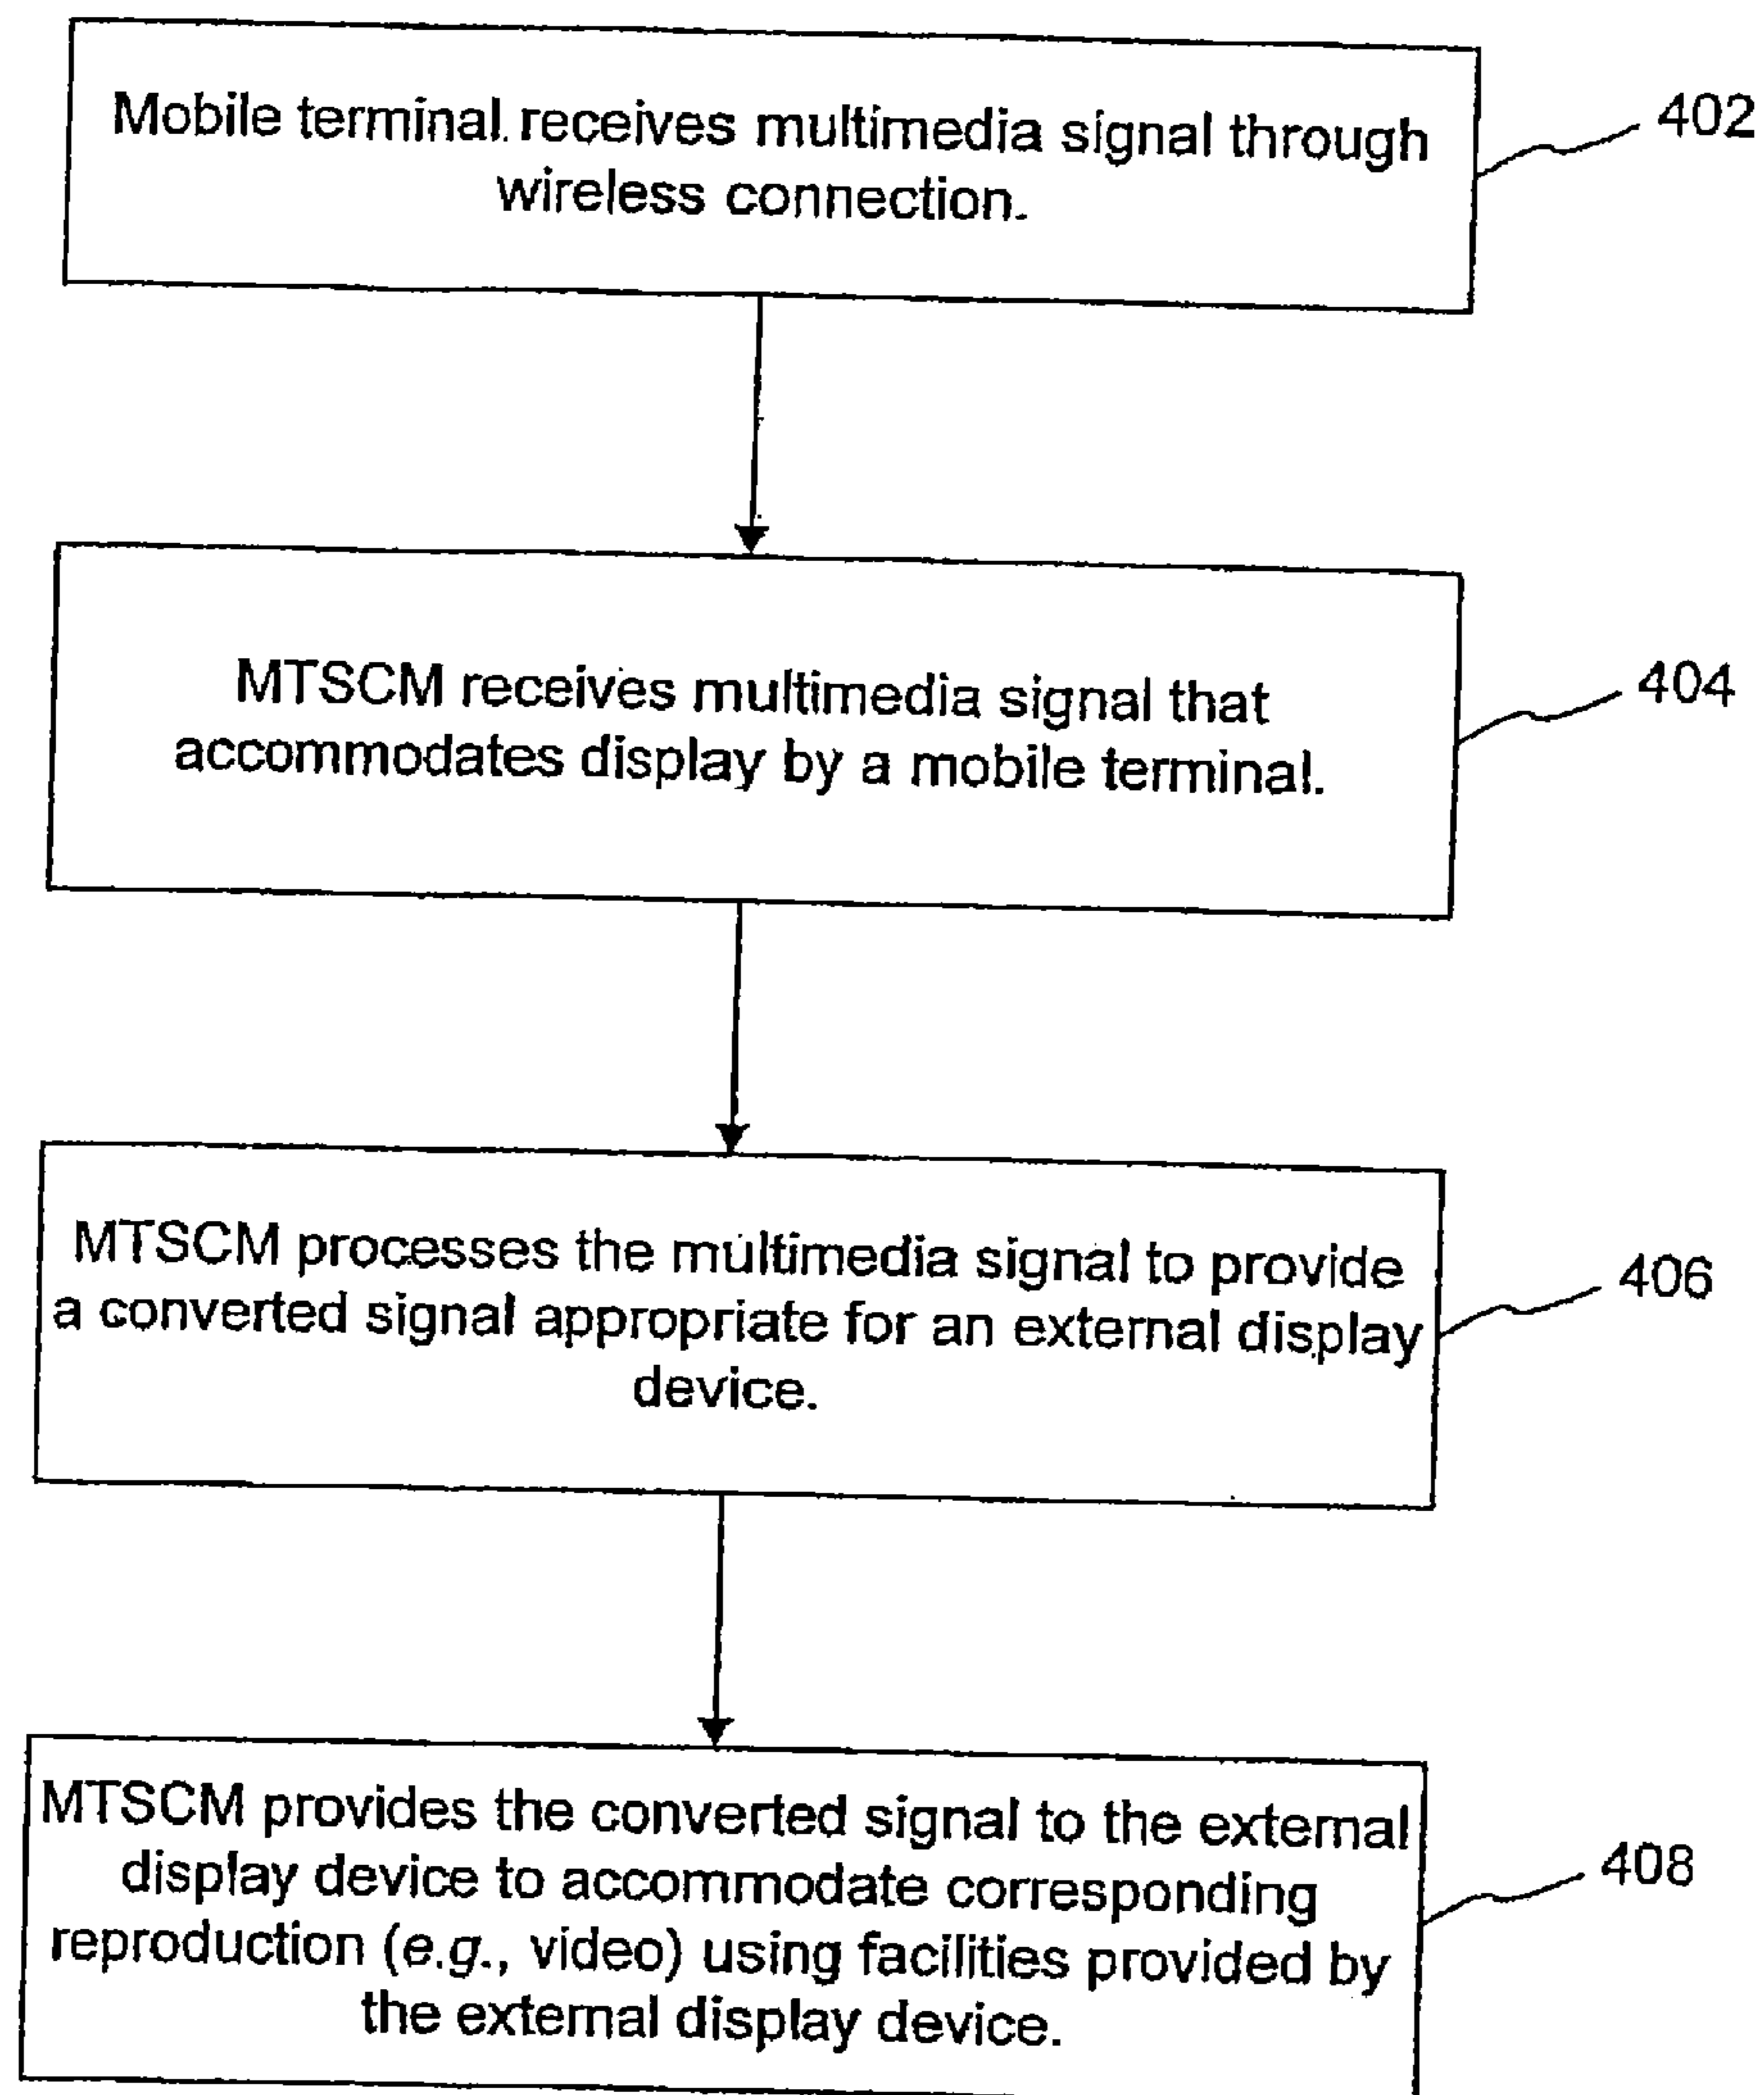 Mobile terminal receives multimedia signal through
wireless connection.
402
MTSCM receives multimedia signal that
accommodates display by a mobile terminal.
404
MTSCM processes the multimedia signal to provide
a converted signal appropriate for an external display
device.
406
MTSCM provides the converted signal to the external
display device to accommodate corresponding
reproduction (e.g., video) using facilities provided by
the external display device.
408